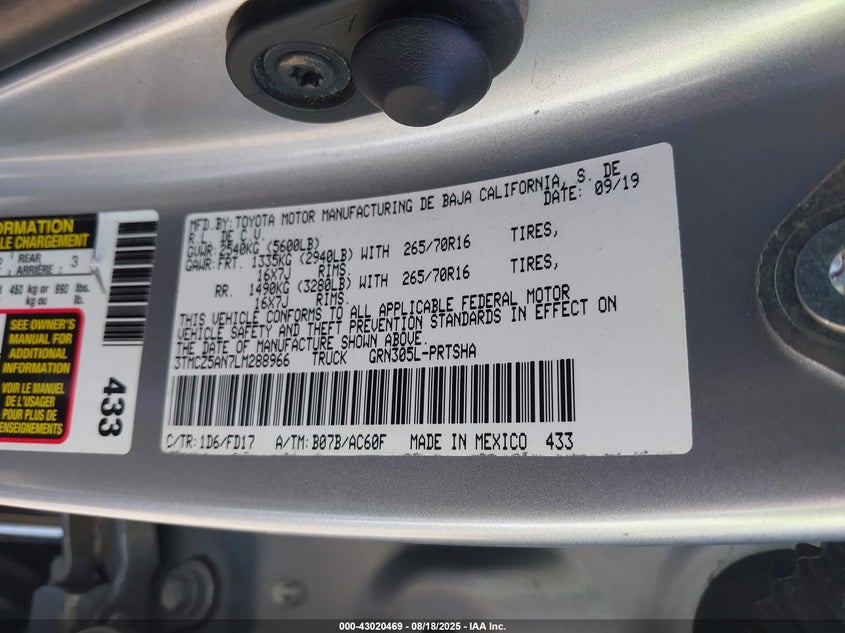 MFD.BY:TOYOTA MOTOR MANUFACTURING DE BAJA CALIFORNIA, S. DE
R.L. DE C.V. DATE: 09/19
GVWR: 2540KG (5600LB)
GAWR:FRT. 1335KG (2940LB) WITH 265/70R16 TIRES,
16X7J RIMS.
RR. 1490KG (3280LB) WITH 265/70R16 TIRES,
16X7J RIMS.
THIS VEHICLE CONFORMS TO ALL APPLICABLE FEDERAL MOTOR
VEHICLE SAFETY AND THEFT PREVENTION STANDARDS IN EFFECT ON
THE DATE OF MANUFACTURE SHOWN ABOVE.
3TMCZ5AN7LM288966 TRUCK GRN305L-PRTSHA
C/TR:1D6/FD17 A/TM:B07B/AC60F MADE IN MEXICO 433
CHARGEMENT
REAR
ARRIÈRE 3
450 kg or 990 lbs.
kg ou lb.
SEE OWNER'S
MANUAL FOR
ADDITIONAL
INFORMATION
VOIR LE MANUEL
DE L'USAGER
POUR PLUS DE
RENSEIGNEMENTS
433
000-43020469 - 08/18/2025 - IAA Inc.